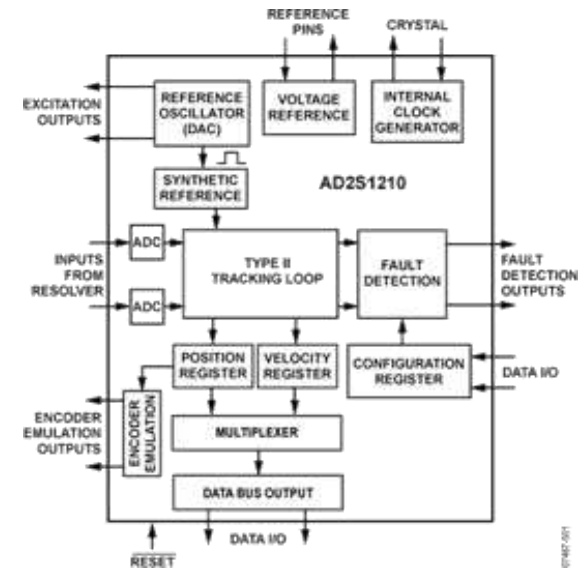 REFERENCE
PINS
CRYSTAL
EXCITATION
OUTPUTS
REFERENCE
OSCILLATOR
(DAC)
VOLTAGE
REFERENCE
INTERNAL
CLOCK
GENERATOR
SYNTHETIC
REFERENCE
AD2S1210
INPUTS
FROM
RESOLVER
ADC
ADC
TYPE II
TRACKING LOOP
FAULT
DETECTION
FAULT
DETECTION
OUTPUTS
POSITION
REGISTER
VELOCITY
REGISTER
CONFIGURATION
REGISTER
DATA I/O
ENCODER
EMULATION
OUTPUTS
ENCODER
EMULATION
MULTIPLEXER
DATA BUS OUTPUT
DATA I/O
RESET
07467-001